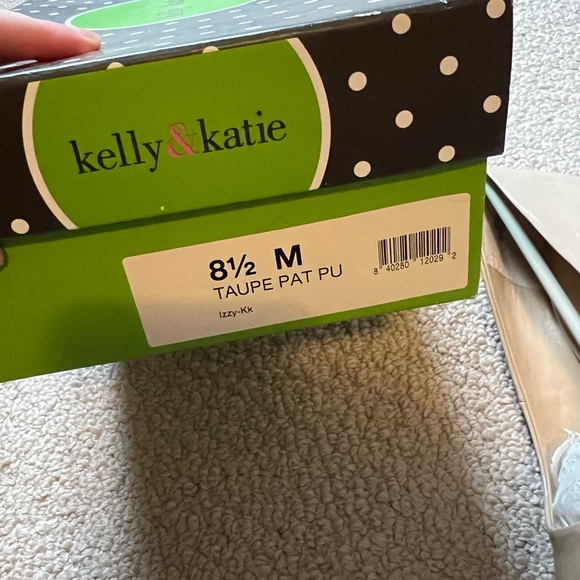 kelly&katie
8½ M
TAUPE PAT PU
Izzy-Kk
8 40280 12029 2